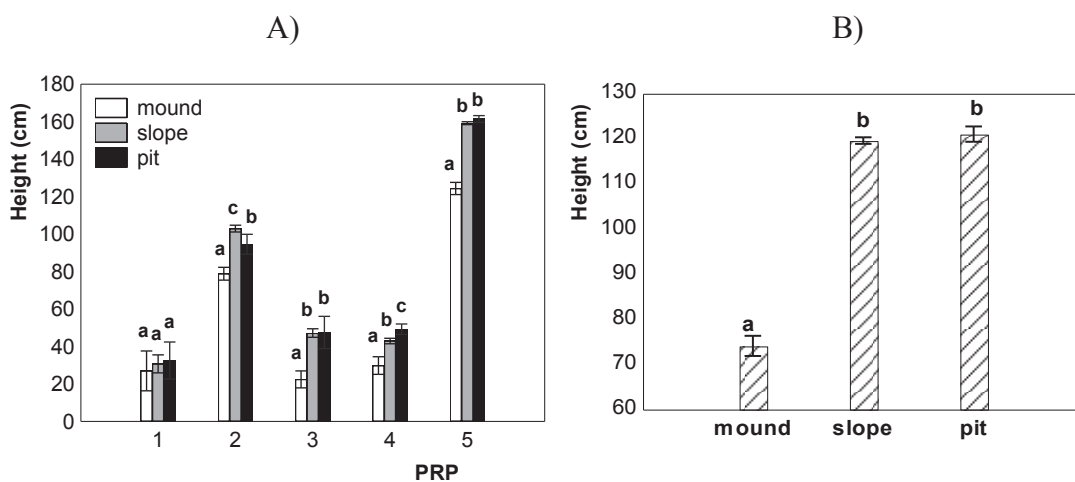 A)
B)
Height (cm)
180
160
140
120
100
80
60
40
20
0
mound
slope
pit
a a a
a c b
a b b
a b c
a b b
1 2 3 4 5
PRP
Height (cm)
130
120
110
100
90
80
70
60
a b b
mound slope pit